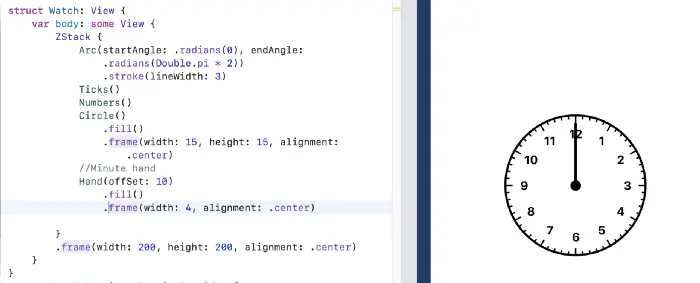 struct Watch: View {
var body: some View {
ZStack {
Arc(startAngle: .radians(0), endAngle:
.radians(Double.pi * 2))
.stroke(lineWidth: 3)
Ticks()
Numbers()
Circle()
.fill()
.frame(width: 15, height: 15, alignment:
.center)
//Minute hand
Hand(offSet: 10)
.fill()
.frame(width: 4, alignment: .center)
}
.frame(width: 200, height: 200, alignment: .center)
}
}
12
1
2
3
4
5
6
7
8
9
10
11